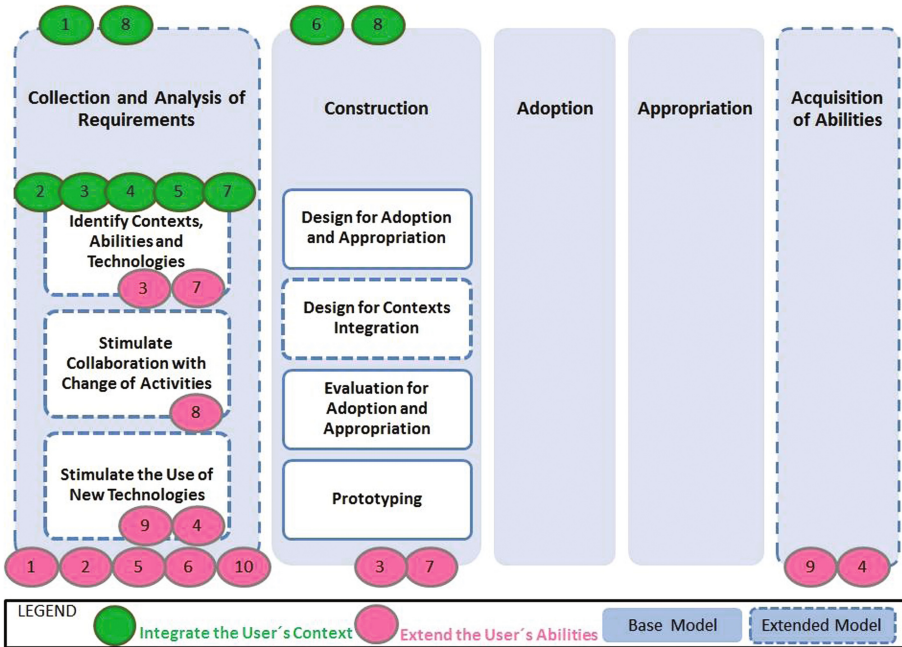 1 8
6 8
Collection and Analysis of
Requirements
Construction
Adoption
Appropriation
Acquisition
of Abilities
2 3 4 5 7
Identify Contexts,
Abilities and
Technologies
3 7
Stimulate
Collaboration with
Change of Activities
8
Stimulate the Use of
New Technologies
9 4
1 2 5 6 10
Design for Adoption
and Appropriation
Design for Contexts
Integration
Evaluation for
Adoption and
Appropriation
Prototyping
3 7
9 4
LEGEND
Integrate the User´s Context
Extend the User´s Abilities
Base Model
Extended Model